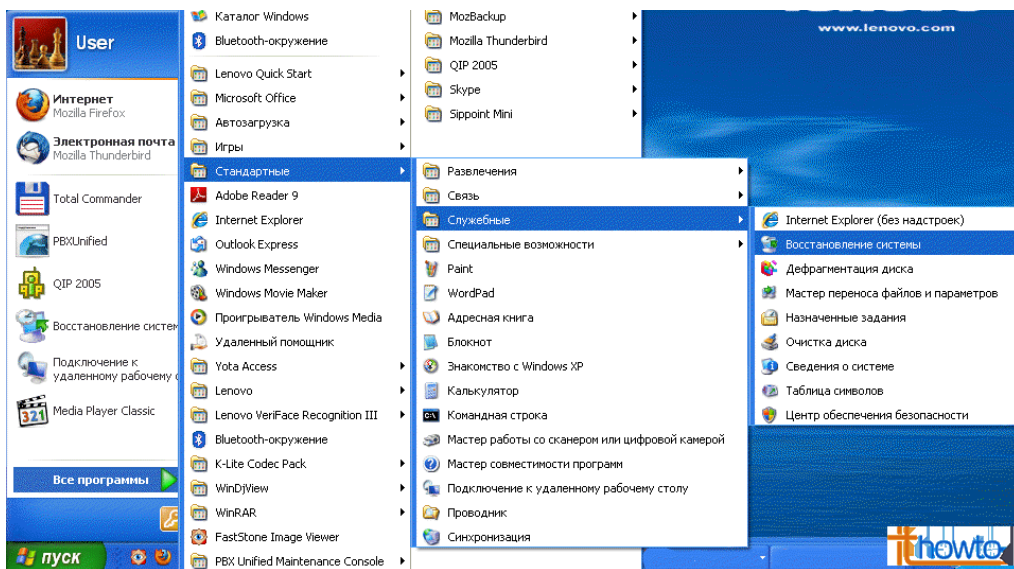 User
Интернет
Mozilla Firefox
Электронная почта
Mozilla Thunderbird
Total Commander
PBXUnified
QIP 2005
Восстановление систем
Подключение к
удаленному рабочему с
Media Player Classic
Все программы
пуск
Каталог Windows
Bluetooth-окружение
Lenovo Quick Start
Microsoft Office
Автозагрузка
Игры
Стандартные
Adobe Reader 9
Internet Explorer
Outlook Express
Windows Messenger
Windows Movie Maker
Проигрыватель Windows Media
Удаленный помощник
Yota Access
Lenovo
Lenovo VeriFace Recognition III
Bluetooth-окружение
K-Lite Codec Pack
WinDjView
WinRAR
FastStone Image Viewer
PBX Unified Maintenance Console
MozBackup
Mozilla Thunderbird
QIP 2005
Skype
Sippoint Mini
Развлечения
Связь
Служебные
Специальные возможности
Paint
WordPad
Адресная книга
Блокнот
Знакомство с Windows XP
Калькулятор
Командная строка
Мастер работы со сканером или цифровой камерой
Мастер совместимости программ
Подключение к удаленному рабочему столу
Проводник
Синхронизация
Internet Explorer (без надстроек)
Восстановление системы
Дефрагментация диска
Мастер переноса файлов и параметров
Назначенные задания
Очистка диска
Сведения о системе
Таблица символов
Центр обеспечения безопасности
www.lenovo.com
ithowto